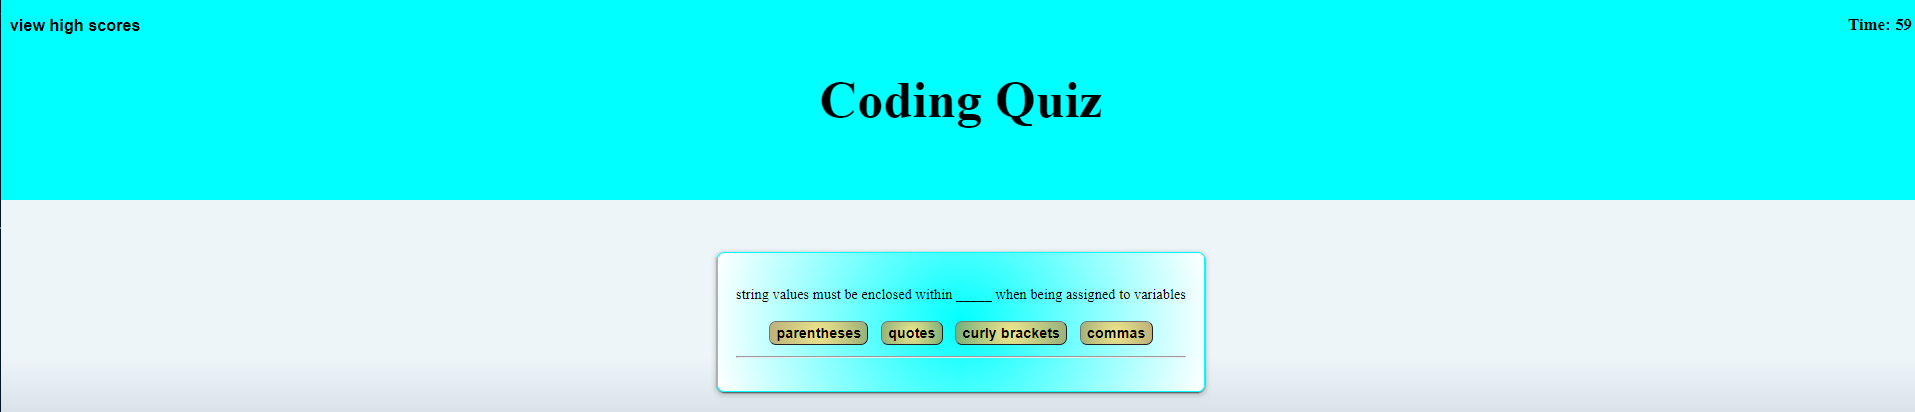 view high scores
Time: 59
Coding Quiz
string values must be enclosed within _____ when being assigned to variables
parentheses quotes curly brackets commas